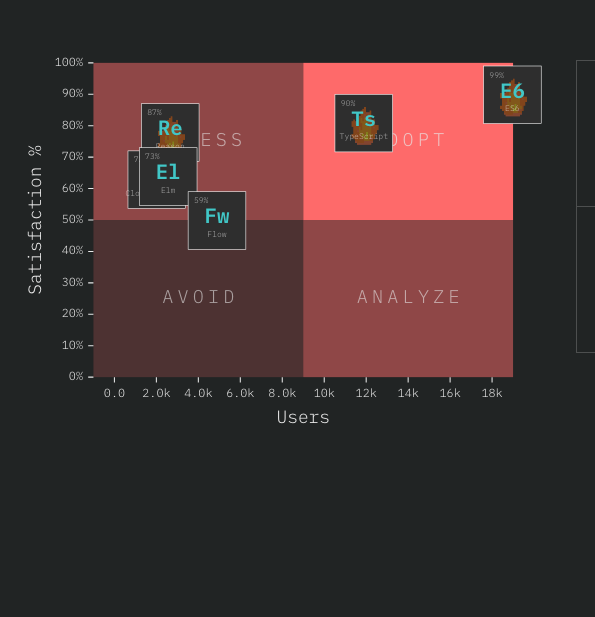 100%
90%
80%
70%
60%
50%
40%
30%
20%
10%
0%
Satisfaction %
99%
E6
ES6
90%
Ts
TypeScript
ADOPT
87%
Re
ESS
73%
El
Elm
59%
Fw
Flow
AVOID
ANALYZE
0.0 2.0k 4.0k 6.0k 8.0k 10k 12k 14k 16k 18k
Users